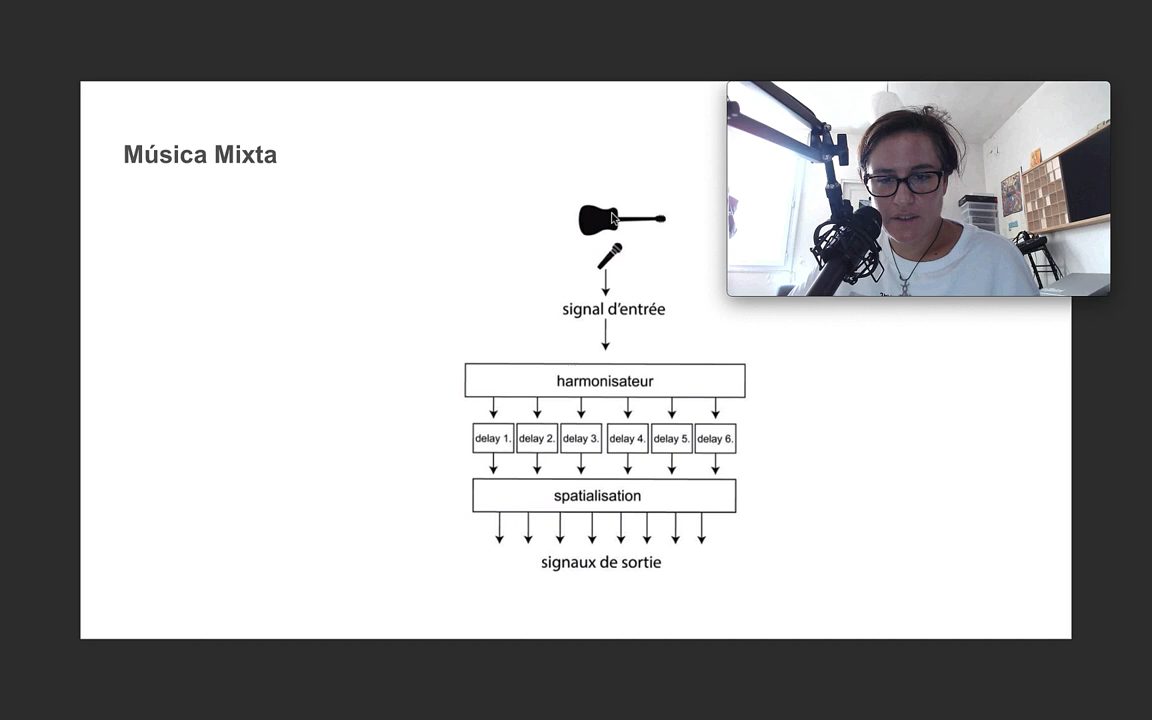 Música Mixta
signal d'entrée
harmonisateur
delay 1. delay 2. delay 3. delay 4. delay 5. delay 6.
spatialisation
signaux de sortie